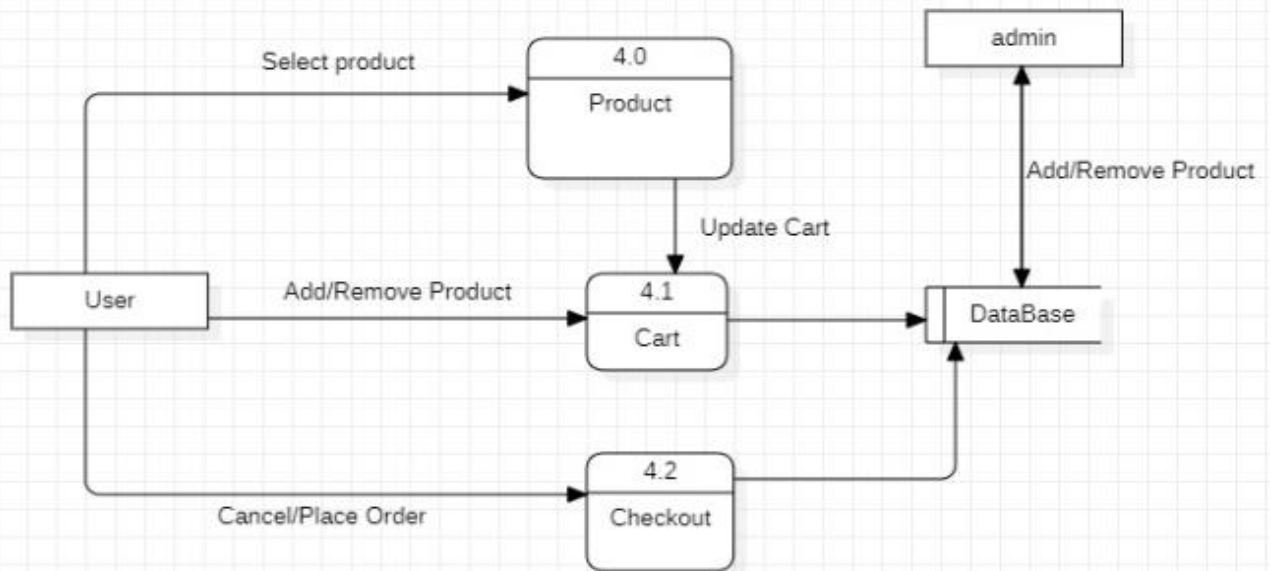 admin
4.0
Select product
Product
Add/Remove Product
Update Cart
User
Add/Remove Product
4.1
DataBase
Cart
4.2
Cancel/Place Order
Checkout